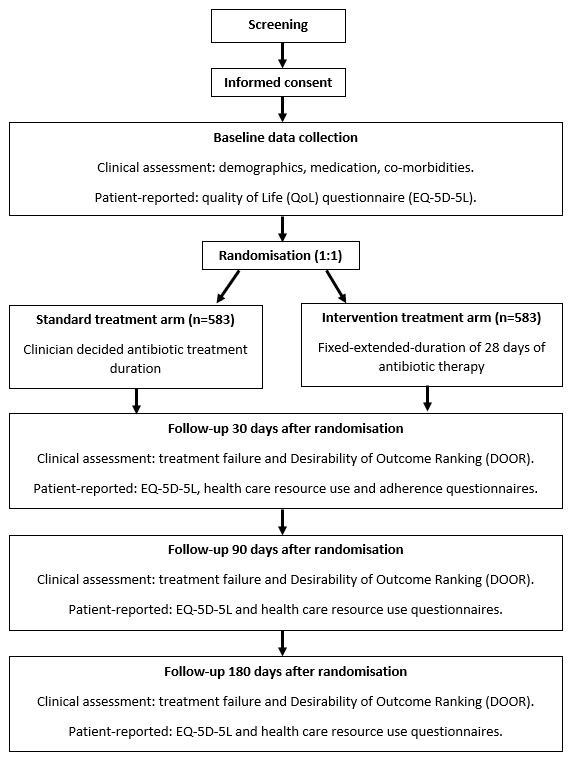 Screening
Informed consent
Baseline data collection
Clinical assessment: demographics, medication, co-morbidities.
Patient-reported: quality of Life (QoL) questionnaire (EQ-5D-5L).
Randomisation (1:1)
Standard treatment arm (n=583)
Clinician decided antibiotic treatment
duration
Intervention treatment arm (n=583)
Fixed-extended-duration of 28 days of
antibiotic therapy
Follow-up 30 days after randomisation
Clinical assessment: treatment failure and Desirability of Outcome Ranking (DOOR).
Patient-reported: EQ-5D-5L, health care resource use and adherence questionnaires.
Follow-up 90 days after randomisation
Clinical assessment: treatment failure and Desirability of Outcome Ranking (DOOR).
Patient-reported: EQ-5D-5L and health care resource use questionnaires.
Follow-up 180 days after randomisation
Clinical assessment: treatment failure and Desirability of Outcome Ranking (DOOR).
Patient-reported: EQ-5D-5L and health care resource use questionnaires.